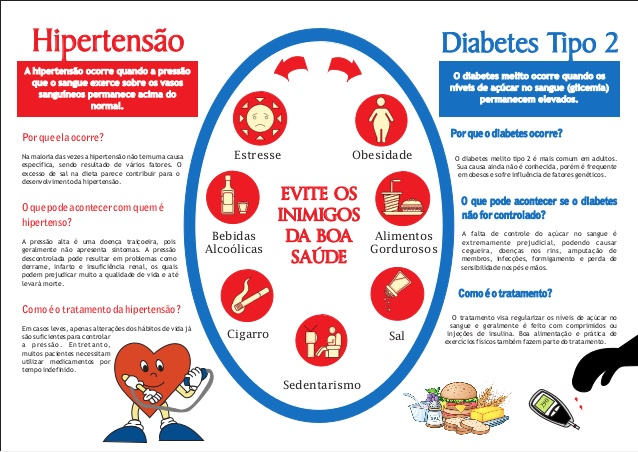 Hipertensão
A hipertensão ocorre quando a pressão
que o sangue exerce sobre os vasos
sanguíneos permanece acima do
normal.
Por que ela ocorre?
Na maioria das vezes a hipertensão não tem uma causa
específica, sendo resultado de vários fatores. O
excesso de sal na dieta parece contribuir para o
desenvolvimento da hipertensão.
O que pode acontecer com quem é
hipertenso?
A pressão alta é uma doença traiçoeira, pois
geralmente não apresenta sintomas. A pressão
descontrolada pode resultar em problemas como
derrame, infarto e insuficiência renal, os quais
podem prejudicar muito a qualidade de vida e até
levar à morte.
Como é o tratamento da hipertensão?
Em casos leves, apenas alterações dos hábitos de vida já
são suficientes para controlar
a pressão. Entretanto,
muitos pacientes necessitam
utilizar medicamentos por
tempo indefinido.
Estresse
Obesidade
EVITE OS
INIMIGOS
DA BOA
SAÚDE
Bebidas
Alcoólicas
Alimentos
Gordurosos
Cigarro
Sal
Sedentarismo
Diabetes Tipo 2
O diabetes melito ocorre quando os
níveis de açúcar no sangue (glicemia)
permanecem elevados.
Por que o diabetes ocorre?
O diabetes melito tipo 2 é mais comum em adultos.
Sua causa ainda não é conhecida, porém é frequente
em obesos e sofre influência de fatores genéticos.
O que pode acontecer se o diabetes
não for controlado?
A falta de controle do açúcar no sangue é
extremamente prejudicial, podendo causar
cegueira, doenças nos rins, amputação de
membros, infecções, formigamento e perda de
sensibilidade nos pés e mãos.
Como é o tratamento?
O tratamento visa regularizar os níveis de açúcar no
sangue e geralmente é feito com comprimidos ou
injeções de insulina. Boa alimentação e prática de
exercícios físicos também fazem parte do tratamento.